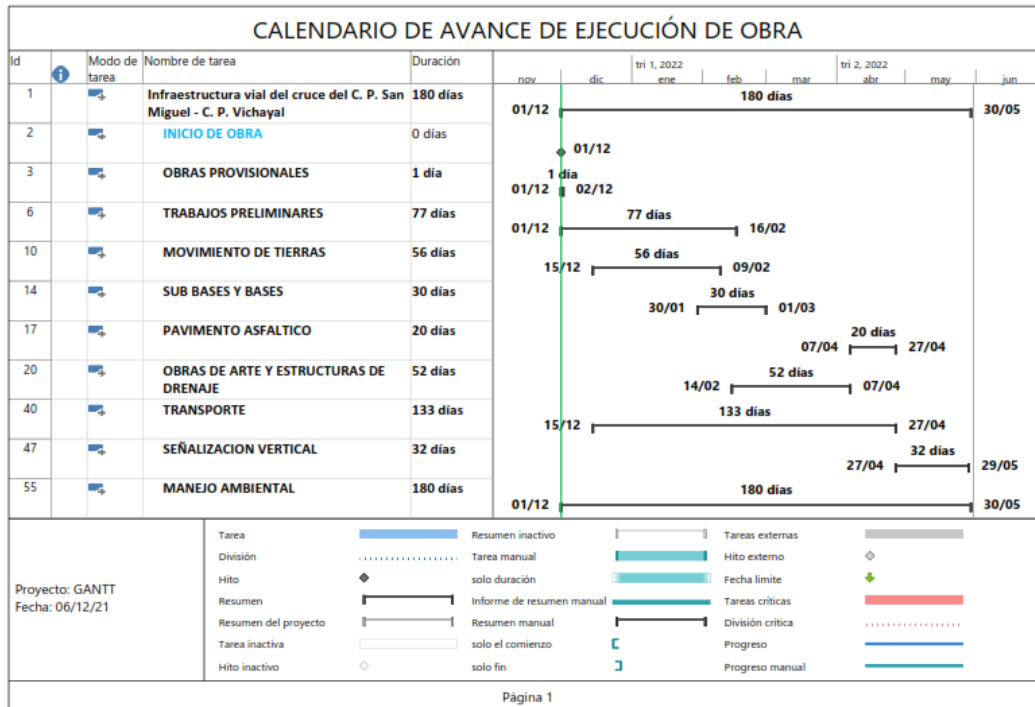 CALENDARIO DE AVANCE DE EJECUCIÓN DE OBRA
Id
Modo de tarea
Nombre de tarea
Duración
tri 1, 2022
tri 2, 2022
nov dic ene feb mar abr may jun
1
Infraestructura vial del cruce del C. P. San
Miguel - C. P. Vichayal
180 días
180 días
01/12
30/05
2
INICIO DE OBRA
0 días
01/12
3
OBRAS PROVISIONALES
1 día
1 día
01/12
02/12
6
TRABAJOS PRELIMINARES
77 días
77 días
01/12
16/02
10
MOVIMIENTO DE TIERRAS
56 días
56 días
15/12
09/02
14
SUB BASES Y BASES
30 días
30 días
30/01
01/03
17
PAVIMENTO ASFALTICO
20 días
20 días
07/04
27/04
20
OBRAS DE ARTE Y ESTRUCTURAS DE
DRENAJE
52 días
52 días
14/02
07/04
40
TRANSPORTE
133 días
133 días
15/12
27/04
47
SEÑALIZACION VERTICAL
32 días
32 días
27/04
29/05
55
MANEJO AMBIENTAL
180 días
180 días
01/12
30/05
Proyecto: GANTT
Fecha: 06/12/21
Tarea
División
Hito
Resumen
Resumen del proyecto
Tarea inactiva
Hito inactivo
Resumen inactivo
Tarea manual
solo duración
Informe de resumen manual
Resumen manual
solo el comienzo
solo fin
Tareas externas
Hito externo
Fecha límite
Tareas críticas
División crítica
Progreso
Progreso manual
Página 1